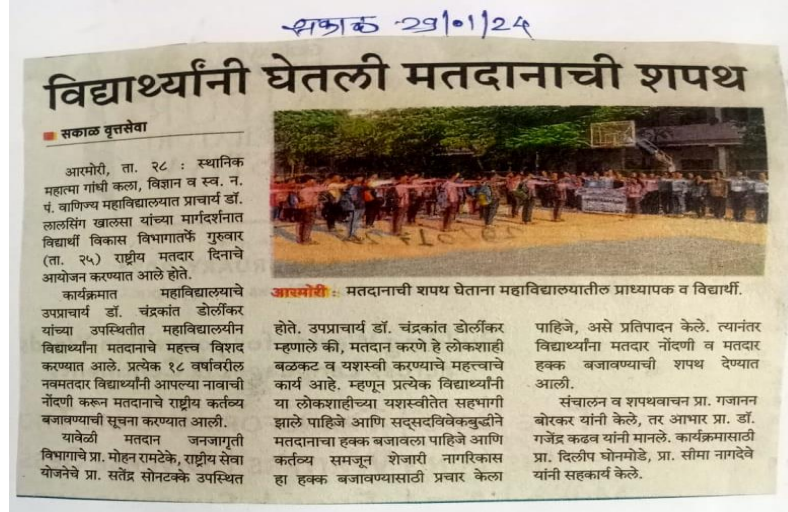 सकाळ 29/01/24
विद्यार्थ्यांनी घेतली मतदानाची शपथ
सकाळ वृत्तसेवा
आरमोरी, ता. २८ : स्थानिक
महात्मा गांधी कला, विज्ञान व स्व. न.
पं. वाणिज्य महाविद्यालयात प्राचार्य डॉ.
लालसिंग खालसा यांच्या मार्गदर्शनात
विद्यार्थी विकास विभागातर्फे गुरुवार
(ता. २५) राष्ट्रीय मतदार दिनाचे
आयोजन करण्यात आले होते.
कार्यक्रमात महाविद्यालयाचे
उपप्राचार्य डॉ. चंद्रकांत डोर्लीकर
यांच्या उपस्थितीत महाविद्यालयीन
विद्यार्थ्यांना मतदानाचे महत्त्व विशद
करण्यात आले. प्रत्येक १८ वर्षावरील
नवमतदार विद्यार्थ्यांनी आपल्या नावाची
नोंदणी करून मतदानाचे राष्ट्रीय कर्तव्य
बजावण्याची सूचना करण्यात आली.
यावेळी मतदान जनजागृती
विभागाचे प्रा. मोहन रामटेके, राष्ट्रीय सेवा
योजनेचे प्रा. सतेंद्र सोनटक्के उपस्थित
आरमोरी : मतदानाची शपथ घेताना महाविद्यालयातील प्राध्यापक व विद्यार्थी.
होते. उपप्राचार्य डॉ. चंद्रकांत डोर्लीकर
म्हणाले की, मतदान करणे हे लोकशाही
बळकट व यशस्वी करण्याचे महत्त्वाचे
कार्य आहे. म्हणून प्रत्येक विद्यार्थ्यांनी
या लोकशाहीच्या यशस्वीतेत सहभागी
झाले पाहिजे आणि सद्सदविवेकबुद्धीने
मतदानाचा हक्क बजावला पाहिजे आणि
कर्तव्य समजून शेजारी नागरिकास
हा हक्क बजावण्यासाठी प्रचार केला
पाहिजे, असे प्रतिपादन केले. त्यानंतर
विद्यार्थ्यांना मतदार नोंदणी व मतदार
हक्क बजावण्याची शपथ देण्यात
आली.
संचालन व शपथवाचन प्रा. गजानन
बोरकर यांनी केले, तर आभार प्रा. डॉ.
गजेंद्र कढव यांनी मानले. कार्यक्रमासाठी
प्रा. दिलीप घोनमोडे, प्रा. सीमा नागदेवे
यांनी सहकार्य केले.